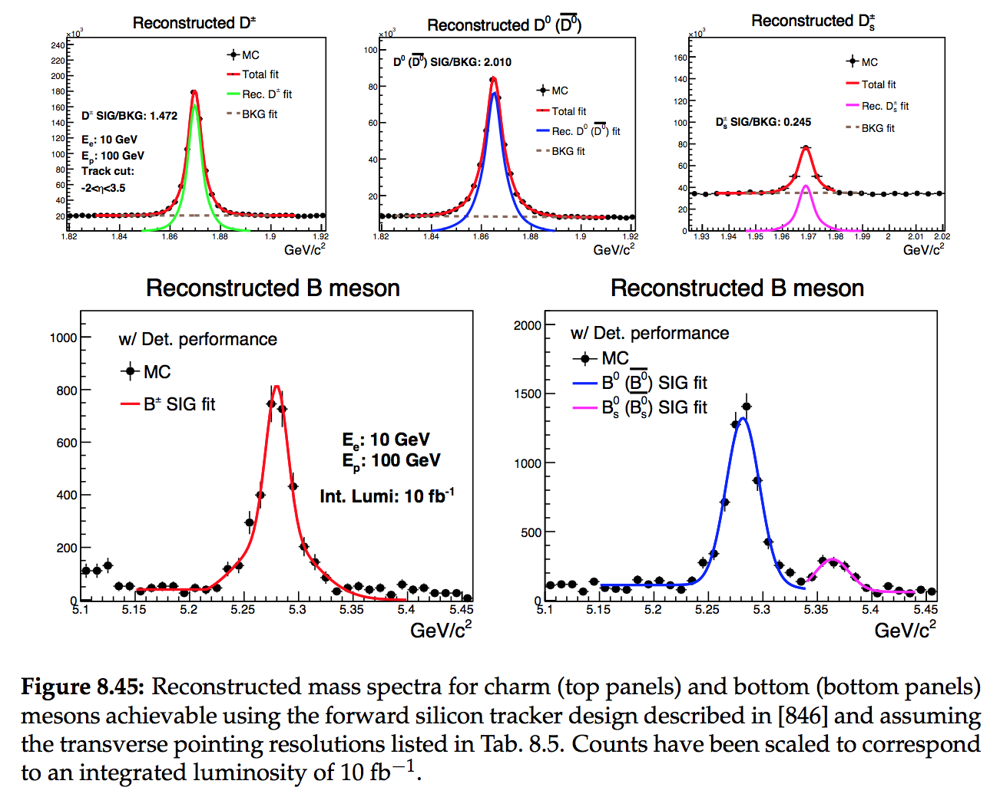 Reconstructed D±
×10³
240
220
200
180
160
140
120
100
80
60
40
20
MC
Total fit
Rec. D± fit
BKG fit
D± SIG/BKG: 1.472
Eₑ: 10 GeV
Eₚ: 100 GeV
Track cut:
-2<η<3.5
1.82 1.84 1.86 1.88 1.9 1.92
GeV/c²
Reconstructed D⁰ (D̅⁰)
×10³
100
80
60
40
20
D⁰ (D̅⁰) SIG/BKG: 2.010
MC
Total fit
Rec. D⁰ (D̅⁰) fit
BKG fit
1.82 1.84 1.86 1.88 1.9 1.92
GeV/c²
Reconstructed Dₛ±
×10³
160
140
120
100
80
60
40
20
0
MC
Total fit
Rec. Dₛ± fit
BKG fit
Dₛ± SIG/BKG: 0.245
1.93 1.94 1.95 1.96 1.97 1.98 1.99 2 2.01 2.02
GeV/c²
Reconstructed B meson
1000
800
600
400
200
0
w/ Det. performance
MC
B± SIG fit
Eₑ: 10 GeV
Eₚ: 100 GeV
Int. Lumi: 10 fb⁻¹
5.1 5.15 5.2 5.25 5.3 5.35 5.4 5.45
GeV/c²
Reconstructed B meson
2000
1500
1000
500
0
w/ Det. performance
MC
B⁰ (B̅⁰) SIG fit
Bₛ⁰ (B̅ₛ⁰) SIG fit
5.1 5.15 5.2 5.25 5.3 5.35 5.4 5.45
GeV/c²
Figure 8.45: Reconstructed mass spectra for charm (top panels) and bottom (bottom panels)
mesons achievable using the forward silicon tracker design described in [846] and assuming
the transverse pointing resolutions listed in Tab. 8.5. Counts have been scaled to correspond
to an integrated luminosity of 10 fb⁻¹.